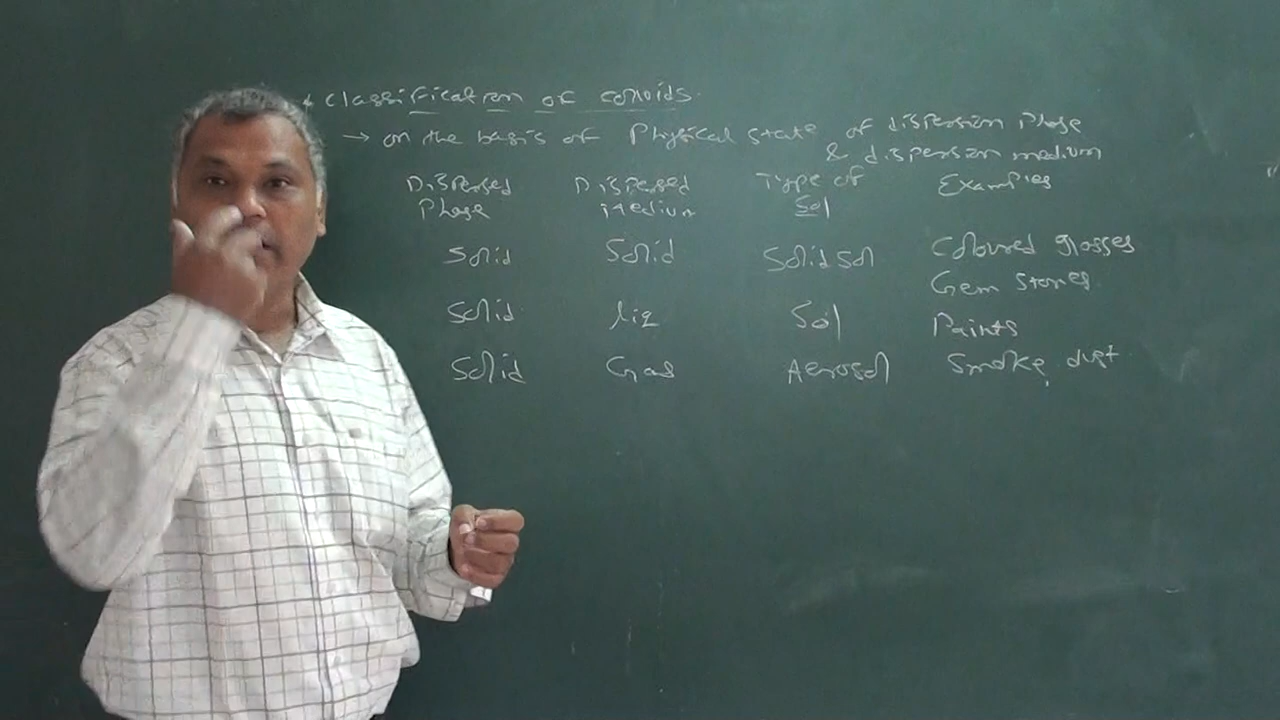 * Classification of colloids.
→ on the basis of Physical state of dispersion Phase
& dispersion medium
Dispersed Phase Dispersed Medium Type of Sol Examples
Solid Solid Solid Sol Coloured glasses
Gem Stones
Solid liq Sol Paints
Solid Gas Aerosol Smoke, dust